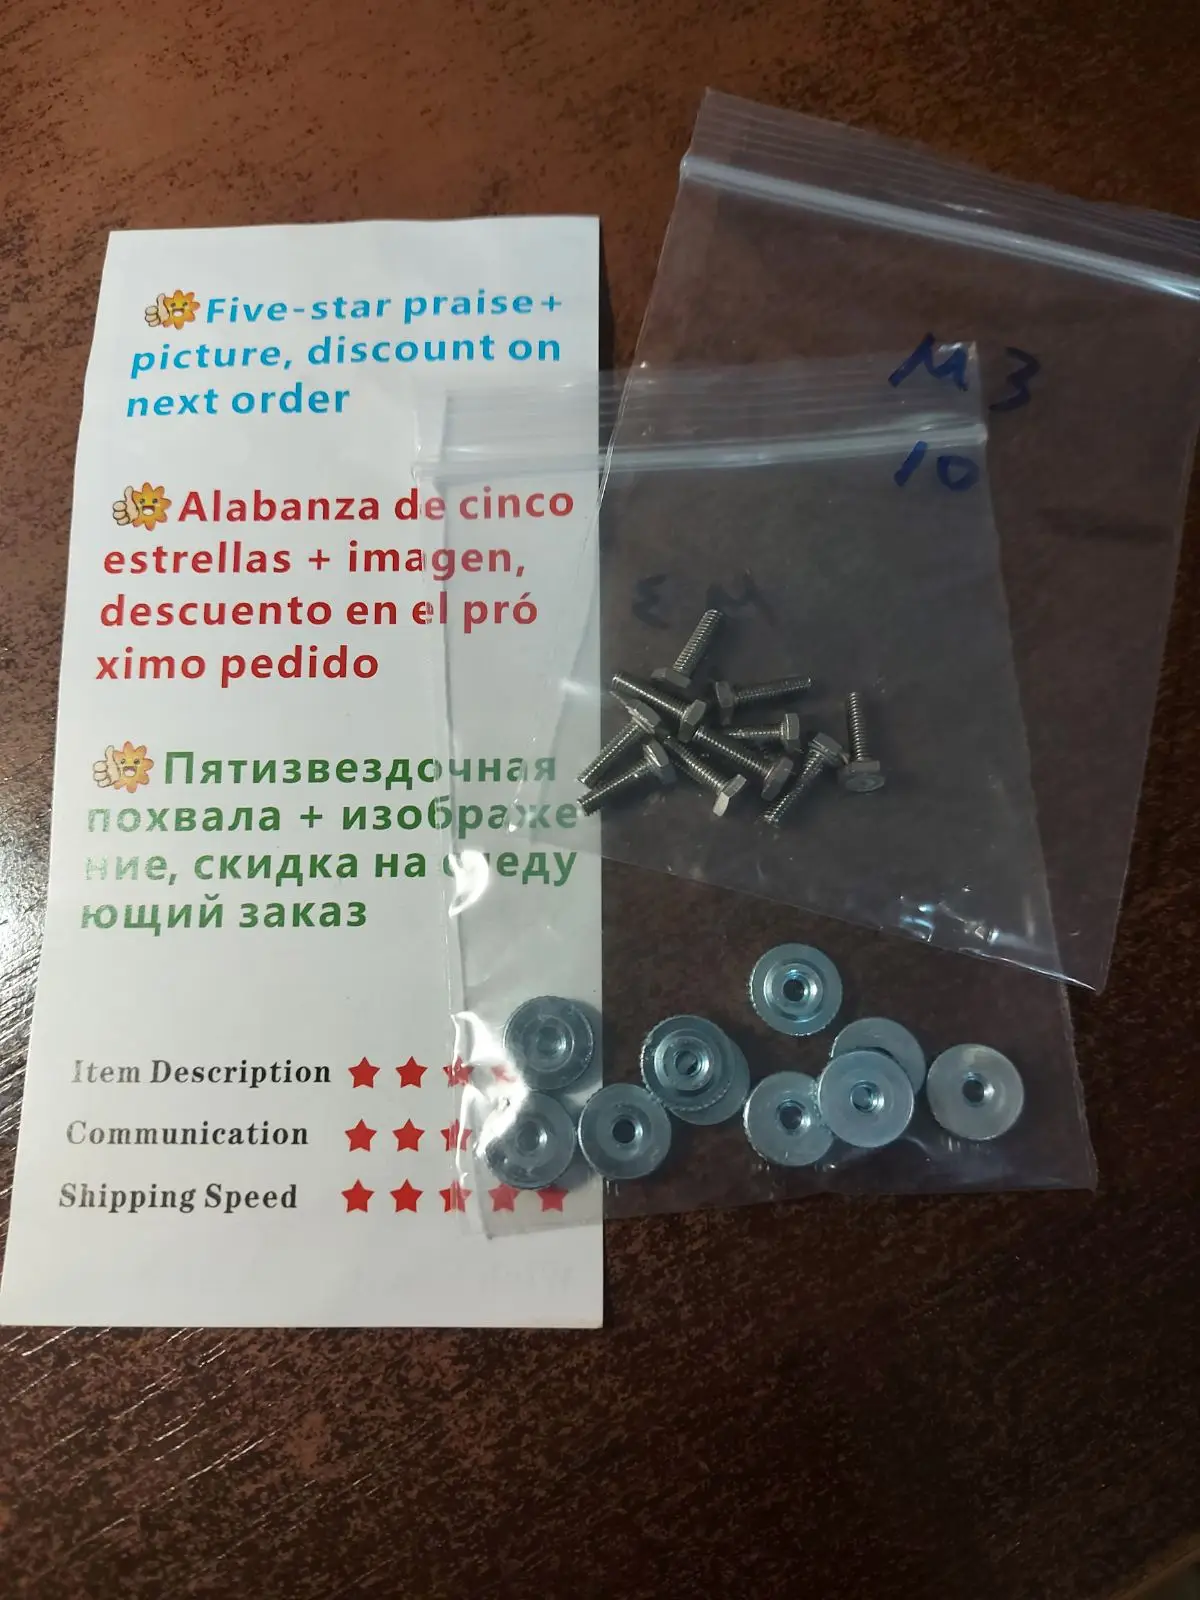 Five-star praise+
picture, discount on
next order
Alabanza de cinco
estrellas + imagen,
descuento en el pró
ximo pedido
Пятизвездочная
похвала + изображе
ние, скидка на следу
ющий заказ
Item Description
Communication
Shipping Speed
M3
10
M3